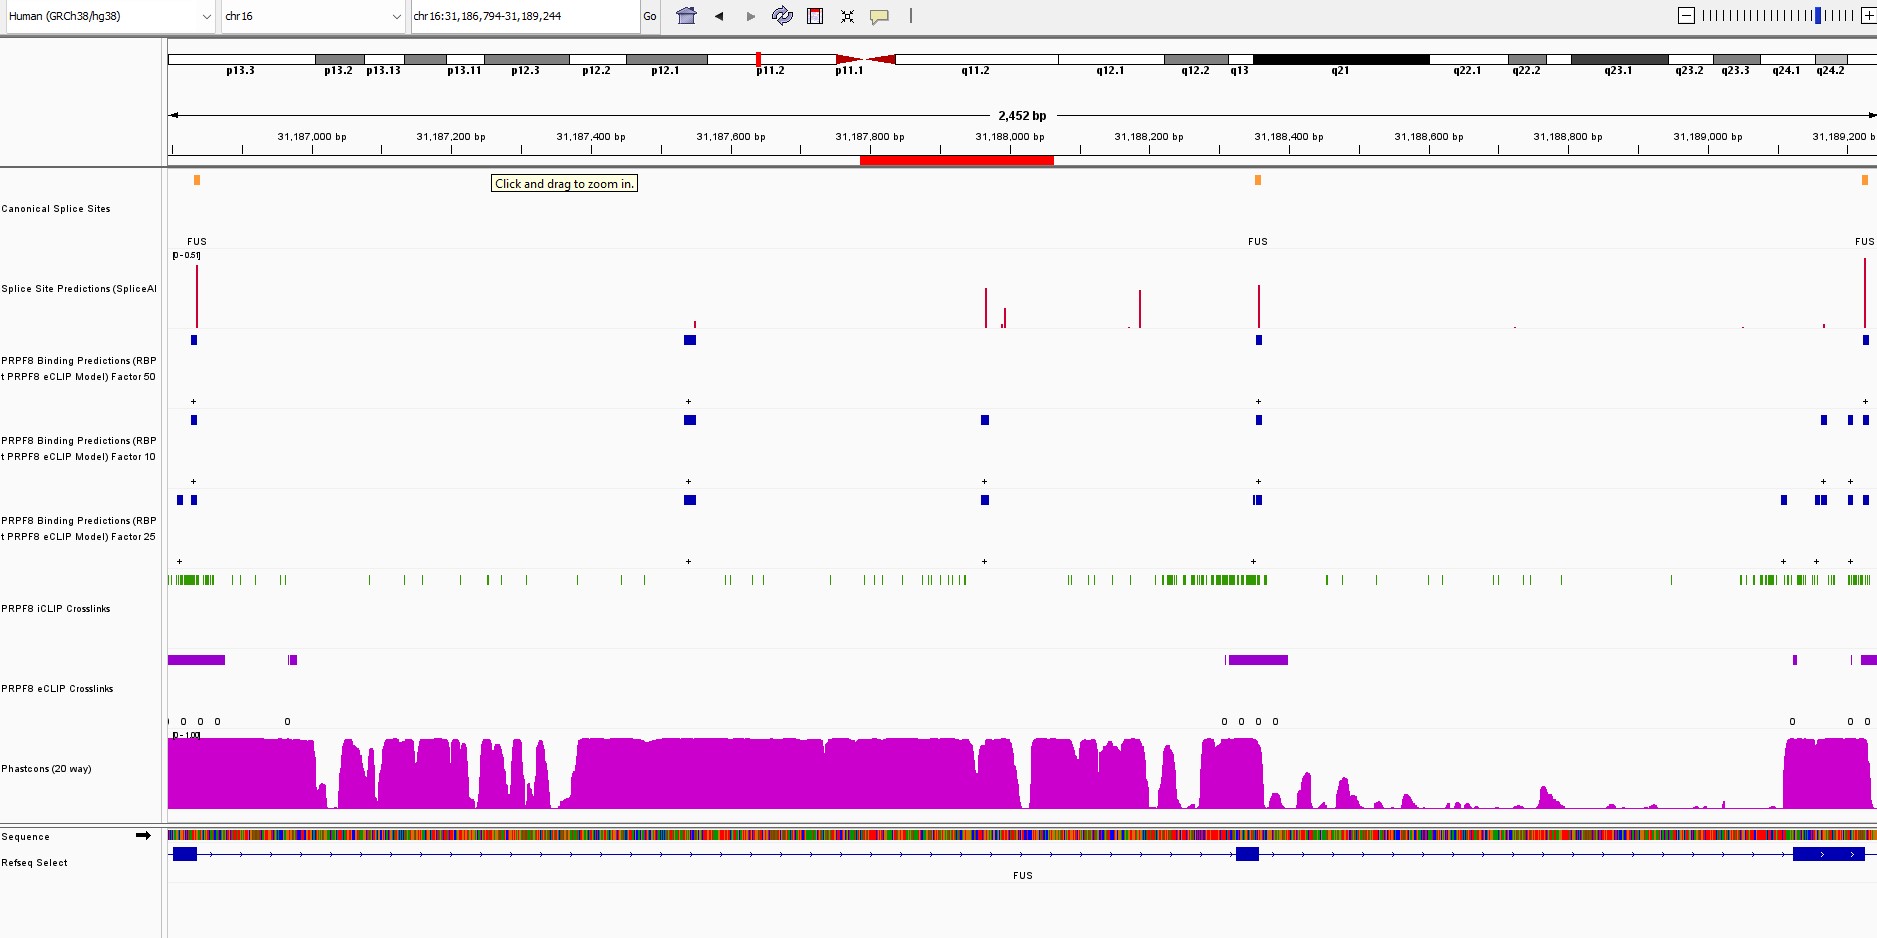 Human (GRCh38/hg38) chr16 chr16:31,186,794-31,189,244 Go
p13.3 p13.2 p13.13 p13.11 p12.3 p12.2 p12.1 p11.2 p11.1 q11.2 q12.1 q12.2 q13 q21 q22.1 q22.2 q23.1 q23.2 q23.3 q24.1 q24.2
2,452 bp
31,187,000 bp 31,187,200 bp 31,187,400 bp 31,187,600 bp 31,187,800 bp 31,188,000 bp 31,188,200 bp 31,188,400 bp 31,188,600 bp 31,188,800 bp 31,189,000 bp 31,189,200 b
Click and drag to zoom in.
Canonical Splice Sites
FUS FUS FUS
[0 - 0.51]
Splice Site Predictions (SpliceAI
PRPF8 Binding Predictions (RBP
t PRPF8 eCLIP Model) Factor 50
+ + + +
PRPF8 Binding Predictions (RBP
t PRPF8 eCLIP Model) Factor 10
+ + + + + +
PRPF8 Binding Predictions (RBP
t PRPF8 eCLIP Model) Factor 25
+ + + + + + +
PRPF8 iCLIP Crosslinks
PRPF8 eCLIP Crosslinks
0 0 0 0 0 0 0 0 0 0 0
[0 - 1.00]
Phastcons (20 way)
Sequence
Refseq Select
FUS